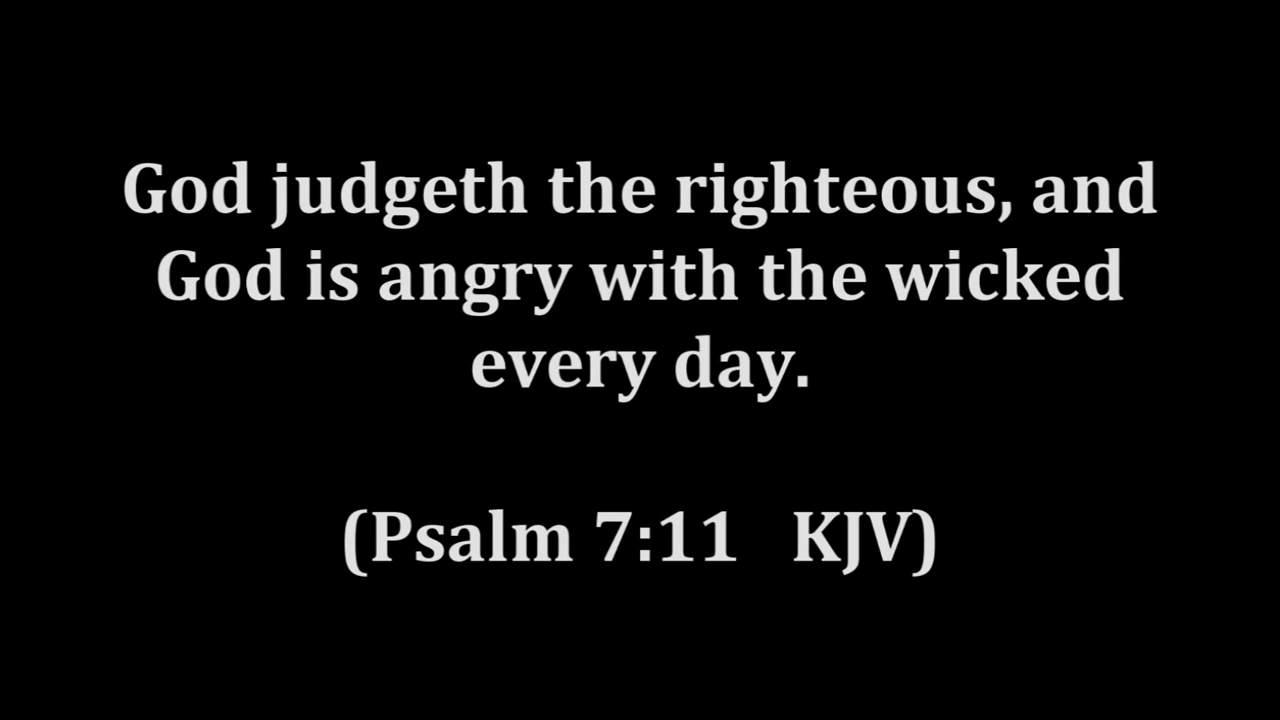 God judgeth the righteous, and
God is angry with the wicked
every day.
(Psalm 7:11 KJV)